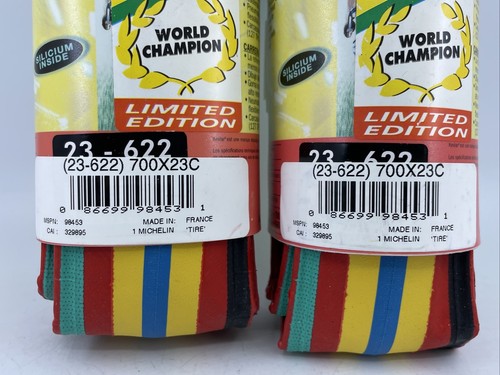 SILICIUM
INSIDE
WORLD
CHAMPION
LIMITED
EDITION
23 - 622
(23-622) 700X23C
0 86699 98453 1
MSPN: 98453 MADE IN: FRANCE
CAI: 329895 1 MICHELIN 'TIRE'
SILICIUM
INSIDE
WORLD
CHAMPION
LIMITED
EDITION
23 622
(23-622) 700X23C
0 86699 98453 1
MSPN: 98453 MADE IN: FRANCE
CAI: 329895 1 MICHELIN 'TIRE'